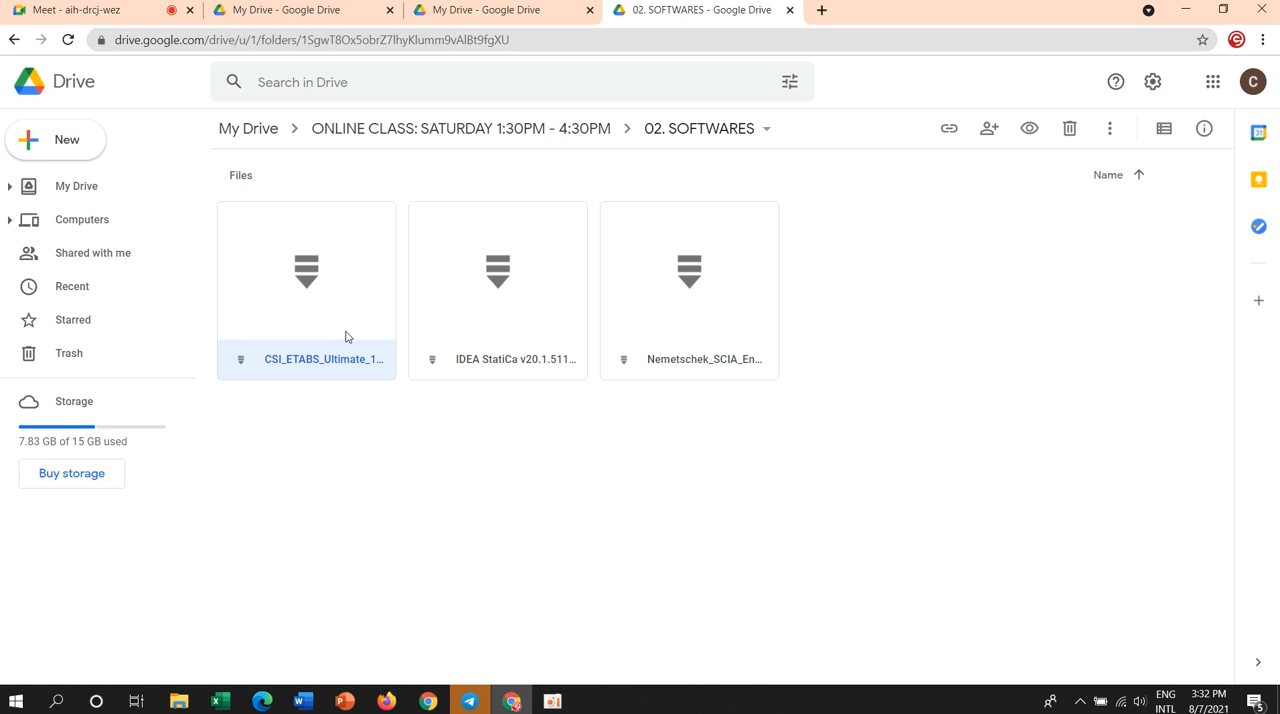 Meet - aih-drcj-wez
My Drive - Google Drive
My Drive - Google Drive
02. SOFTWARES - Google Drive
drive.google.com/drive/u/1/folders/1SgwT8Ox5obrZ7lhyKlumm9vAlBt9fgXU
Drive
Search in Drive
C
New
My Drive > ONLINE CLASS: SATURDAY 1:30PM - 4:30PM > 02. SOFTWARES
Files
Name
31
My Drive
Computers
Shared with me
Recent
Starred
Trash
Storage
7.83 GB of 15 GB used
Buy storage
CSI_ETABS_Ultimate_1...
IDEA StatiCa v20.1.511...
Nemetschek_SCIA_En...
ENG
INTL
3:32 PM
8/7/2021
5